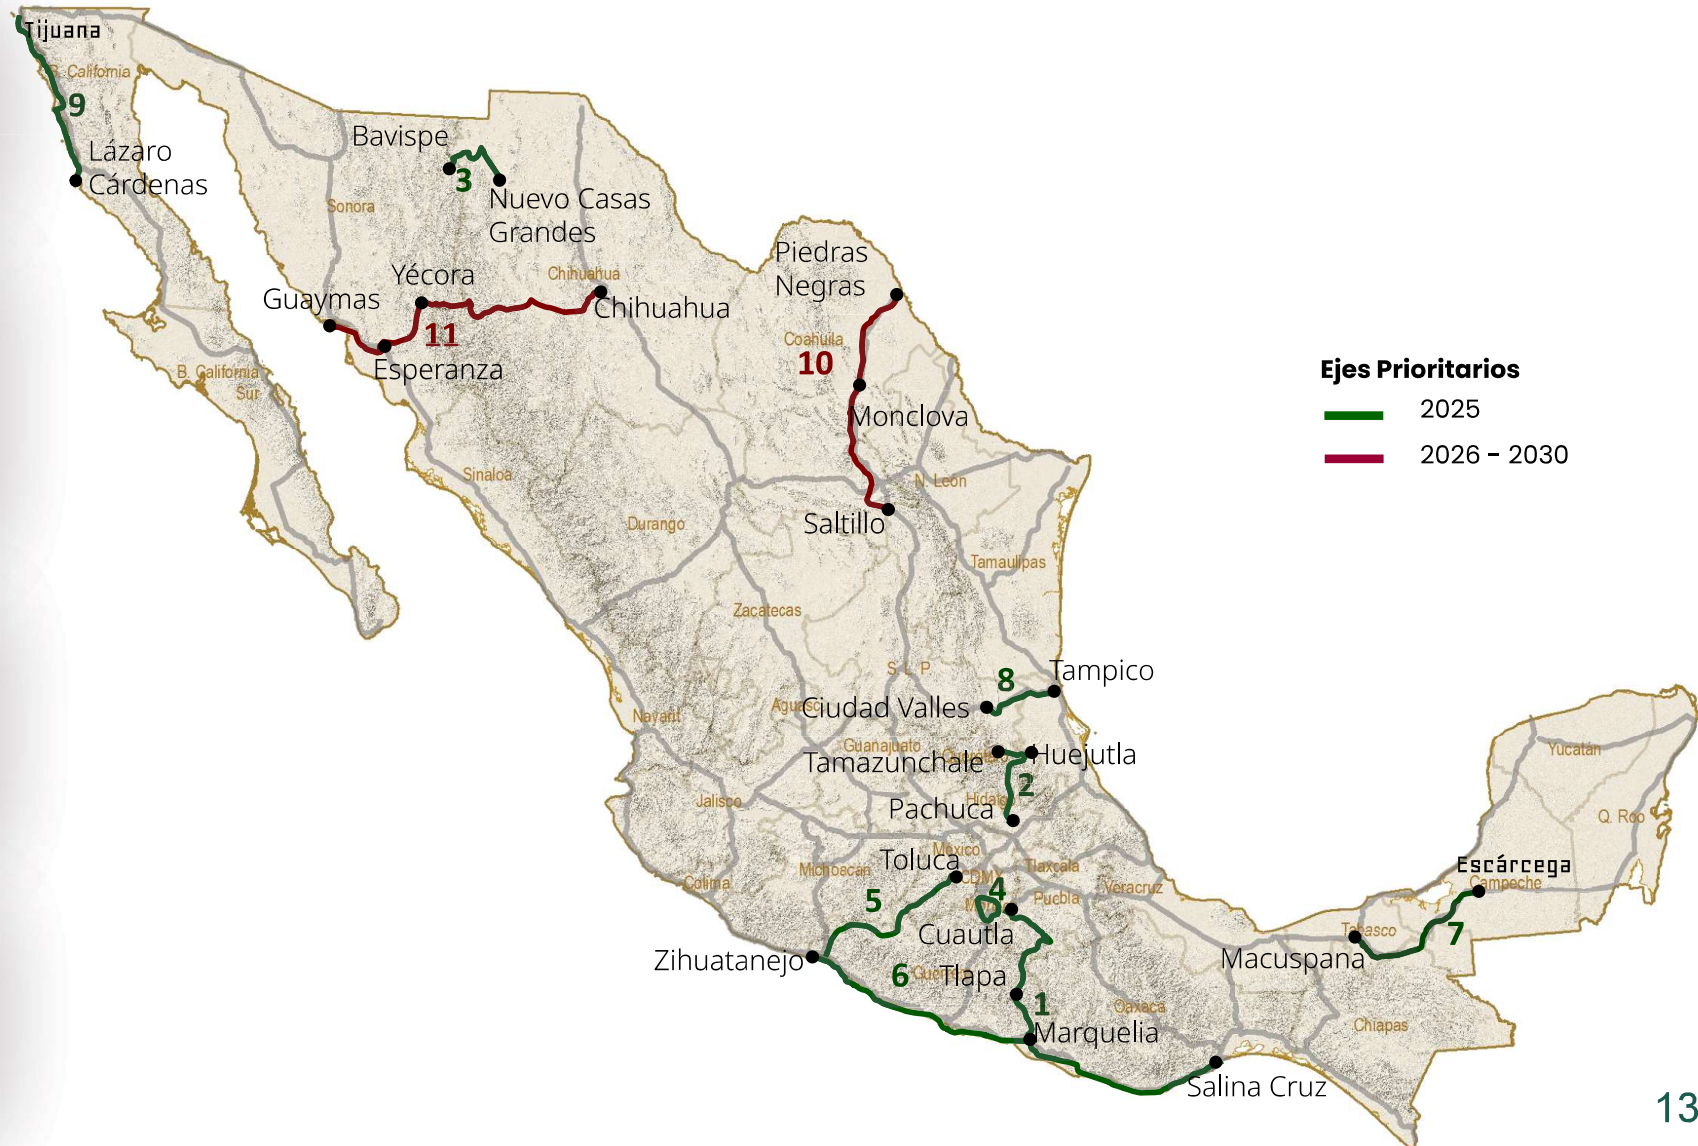 Tijuana
B. California
9
Lázaro
Cárdenas
Bavispe
3
Nuevo Casas
Grandes
Sonora
Yécora
Chihuahua
Guaymas
Chihuahua
11
Esperanza
Piedras
Negras
Coahuila
10
Monclova
B. California
Sur
Sinaloa
N. León
Saltillo
Durango
Tamaulipas
Zacatecas
S. L. P
8
Tampico
Ciudad Valles
Nayarit
Guanajuato
Tamazunchale
Huejutla
2
Jalisco
Pachuca
México
Toluca
CDMX
Tlaxcala
Michoacan
Colima
5
4
Puebla
Veracruz
Cuautla
Zihuatanejo
6
Tlapa
1
Oaxaca
Marquelia
Salina Cruz
Yucatán
Q. Roo
Escárcega
Campeche
Tabasco
7
Macuspana
Chiapas
Ejes Prioritarios
2025
2026 - 2030
13